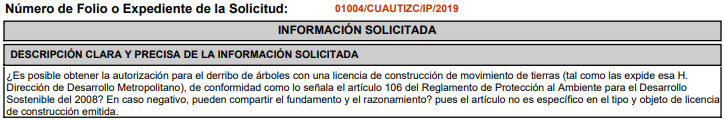 Número de Folio o Expediente de la Solicitud: 01004/CUAUTIZC/IP/2019
INFORMACIÓN SOLICITADA
DESCRIPCIÓN CLARA Y PRECISA DE LA INFORMACIÓN SOLICITADA
¿Es posible obtener la autorización para el derribo de árboles con una licencia de construcción de movimiento de tierras (tal como las expide esa H.
Dirección de Desarrollo Metropolitano), de conformidad como lo señala el artículo 106 del Reglamento de Protección al Ambiente para el Desarrollo
Sostenible del 2008? En caso negativo, pueden compartir el fundamento y el razonamiento? pues el artículo no es específico en el tipo y objeto de licencia
de construcción emitida.